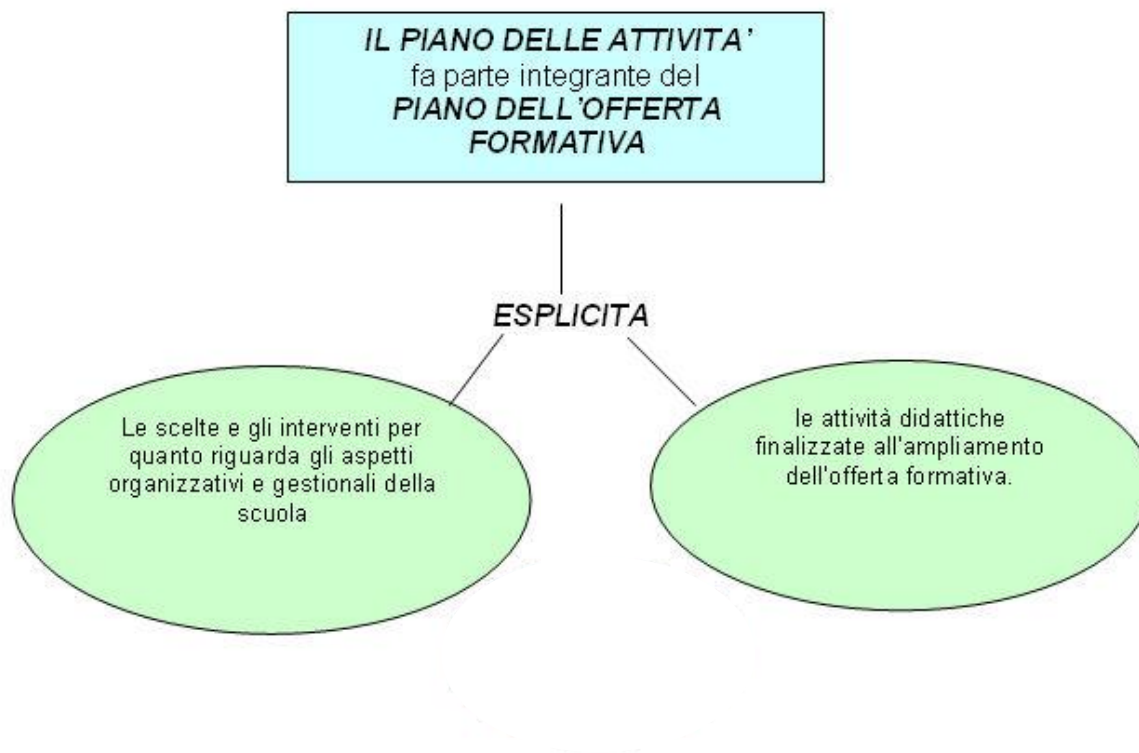 IL PIANO DELLE ATTIVITA'
fa parte integrante del
PIANO DELL'OFFERTA
FORMATIVA
ESPLICITA
Le scelte e gli interventi per
quanto riguarda gli aspetti
organizzativi e gestionali della
scuola
le attività didattiche
finalizzate all'ampliamento
dell'offerta formativa.